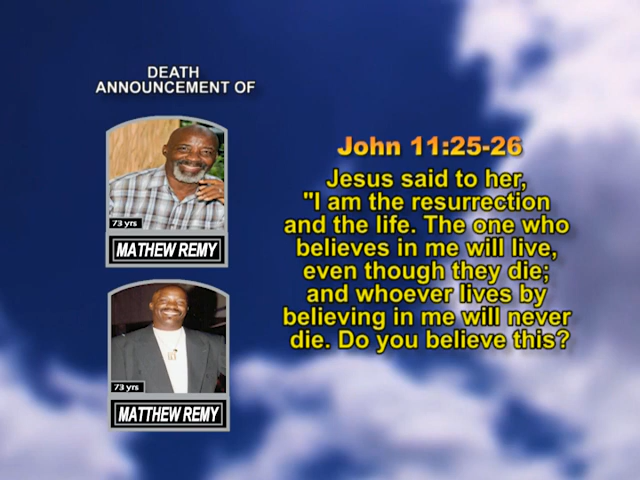 DEATH
ANNOUNCEMENT OF
73 yrs
MATHEW REMY
73 yrs
MATTHEW REMY
John 11:25-26
Jesus said to her,
"I am the resurrection
and the life. The one who
believes in me will live,
even though they die;
and whoever lives by
believing in me will never
die. Do you believe this?